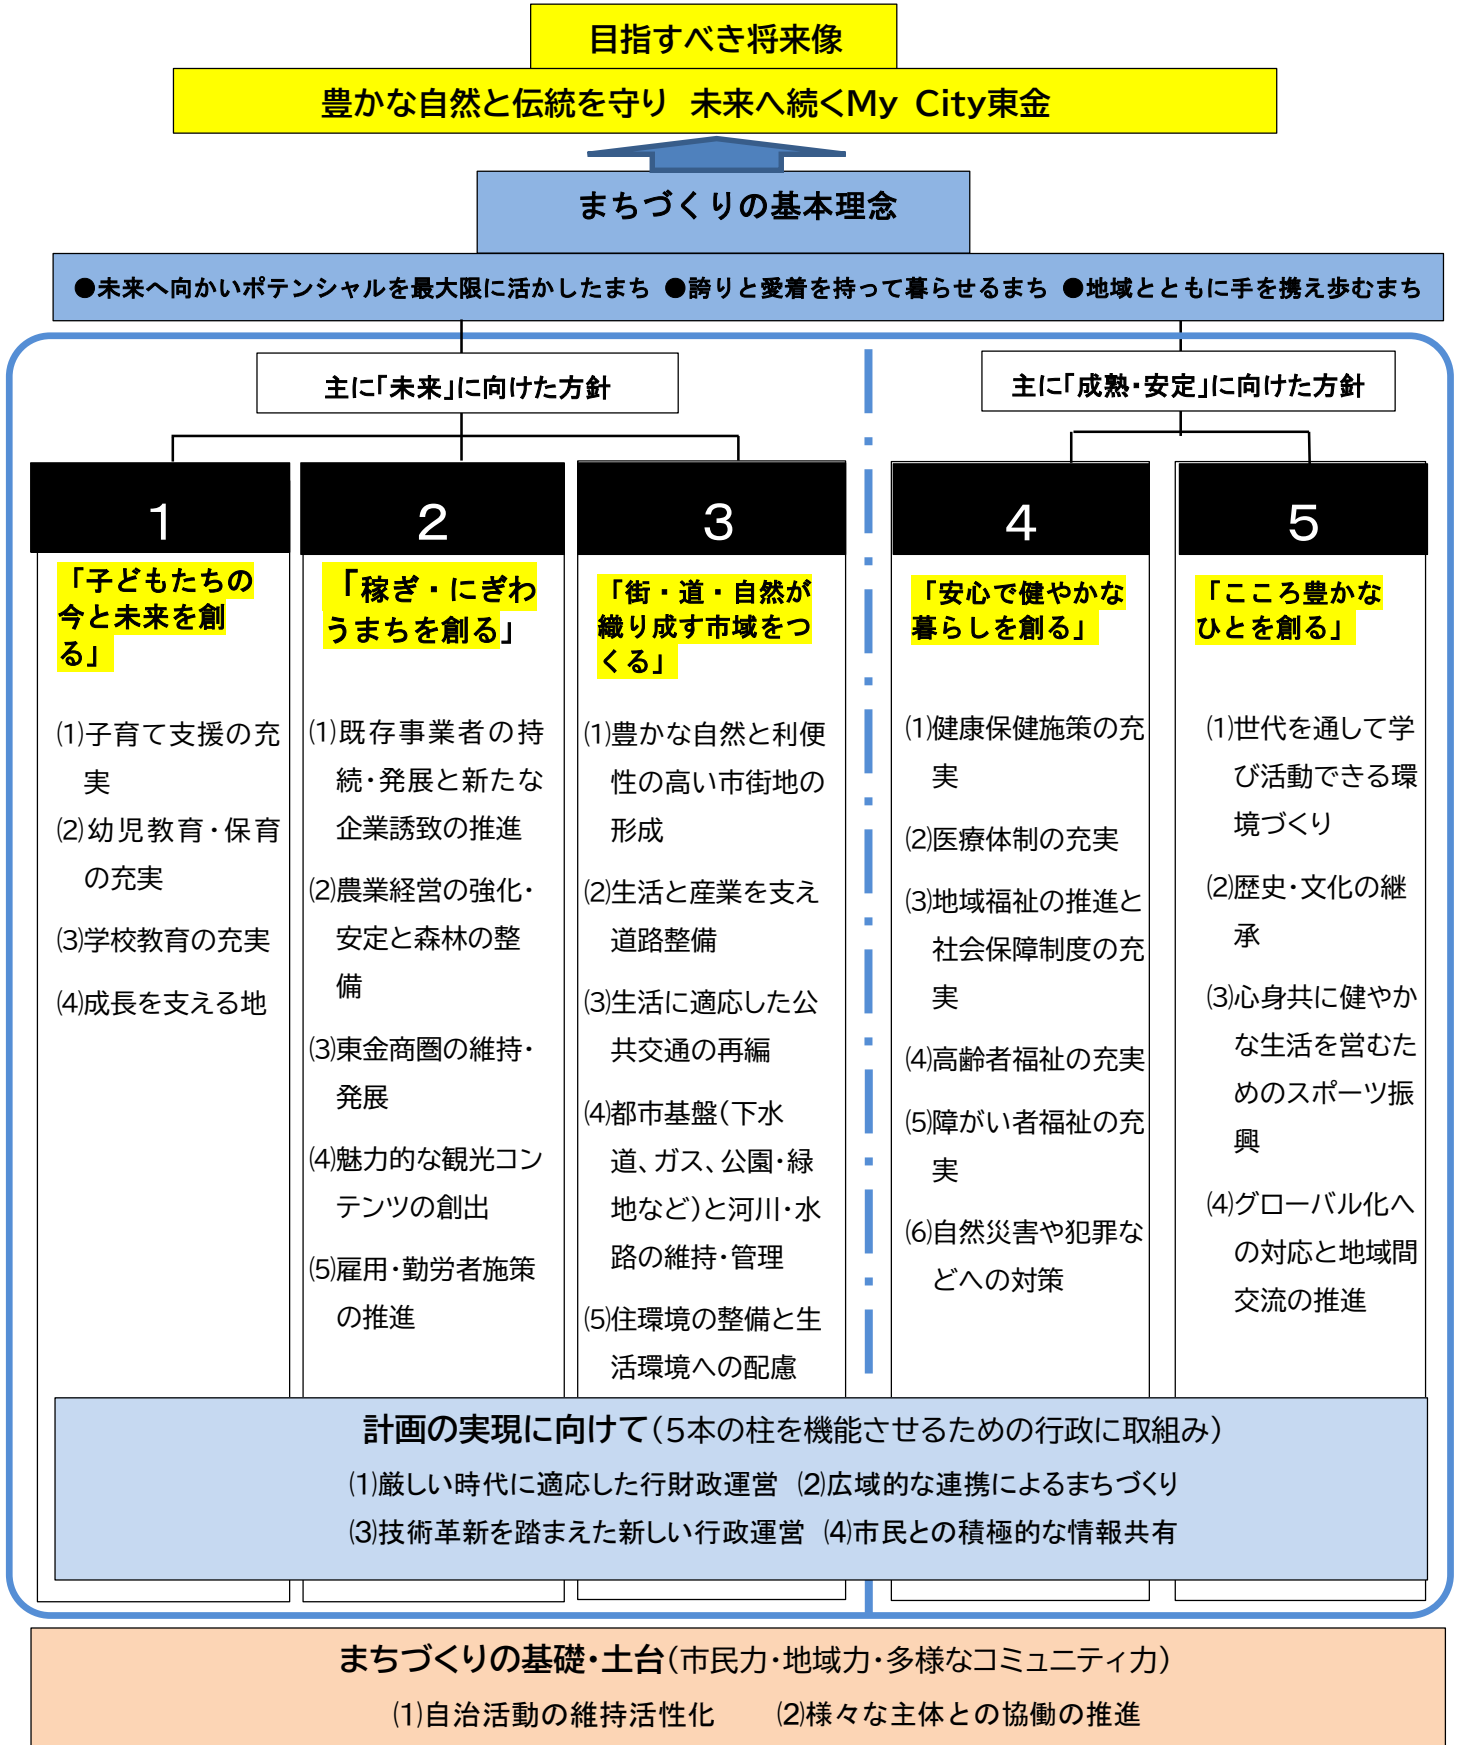 目指すべき将来像
豊かな自然と伝統を守り 未来へ続くMy City東金
まちづくりの基本理念
●未来へ向かいポテンシャルを最大限に活かしたまち ●誇りと愛着を持って暮らせるまち ●地域とともに手を携え歩むまち
主に「未来」に向けた方針
主に「成熟・安定」に向けた方針
1
「子どもたちの
今と未来を創
る」
⑴子育て支援の充
実
⑵幼児教育・保育
の充実
⑶学校教育の充実
⑷成長を支える地
2
「稼ぎ・にぎわ
うまちを創る」
⑴既存事業者の持
続・発展と新たな
企業誘致の推進
⑵農業経営の強化・
安定と森林の整
備
⑶東金商圏の維持・
発展
⑷魅力的な観光コン
テンツの創出
⑸雇用・勤労者施策
の推進
3
「街・道・自然が
織り成す市域をつ
くる」
⑴豊かな自然と利便
性の高い市街地の
形成
⑵生活と産業を支え
道路整備
⑶生活に適応した公
共交通の再編
⑷都市基盤(下水
道、ガス、公園・緑
地など)と河川・水
路の維持・管理
⑸住環境の整備と生
活環境への配慮
4
「安心で健やかな
暮らしを創る」
⑴健康保健施策の充
実
⑵医療体制の充実
⑶地域福祉の推進と
社会保障制度の充
実
⑷高齢者福祉の充実
⑸障がい者福祉の充
実
⑹自然災害や犯罪な
どへの対策
5
「こころ豊かな
ひとを創る」
⑴世代を通して学
び活動できる環
境づくり
⑵歴史・文化の継
承
⑶心身共に健やか
な生活を営むた
めのスポーツ振
興
⑷グローバル化へ
の対応と地域間
交流の推進
計画の実現に向けて(5本の柱を機能させるための行政に取組み)
⑴厳しい時代に適応した行財政運営 ⑵広域的な連携によるまちづくり
⑶技術革新を踏まえた新しい行政運営 ⑷市民との積極的な情報共有
まちづくりの基礎・土台(市民力・地域力・多様なコミュニティ力)
⑴自治活動の維持活性化 ⑵様々な主体との協働の推進